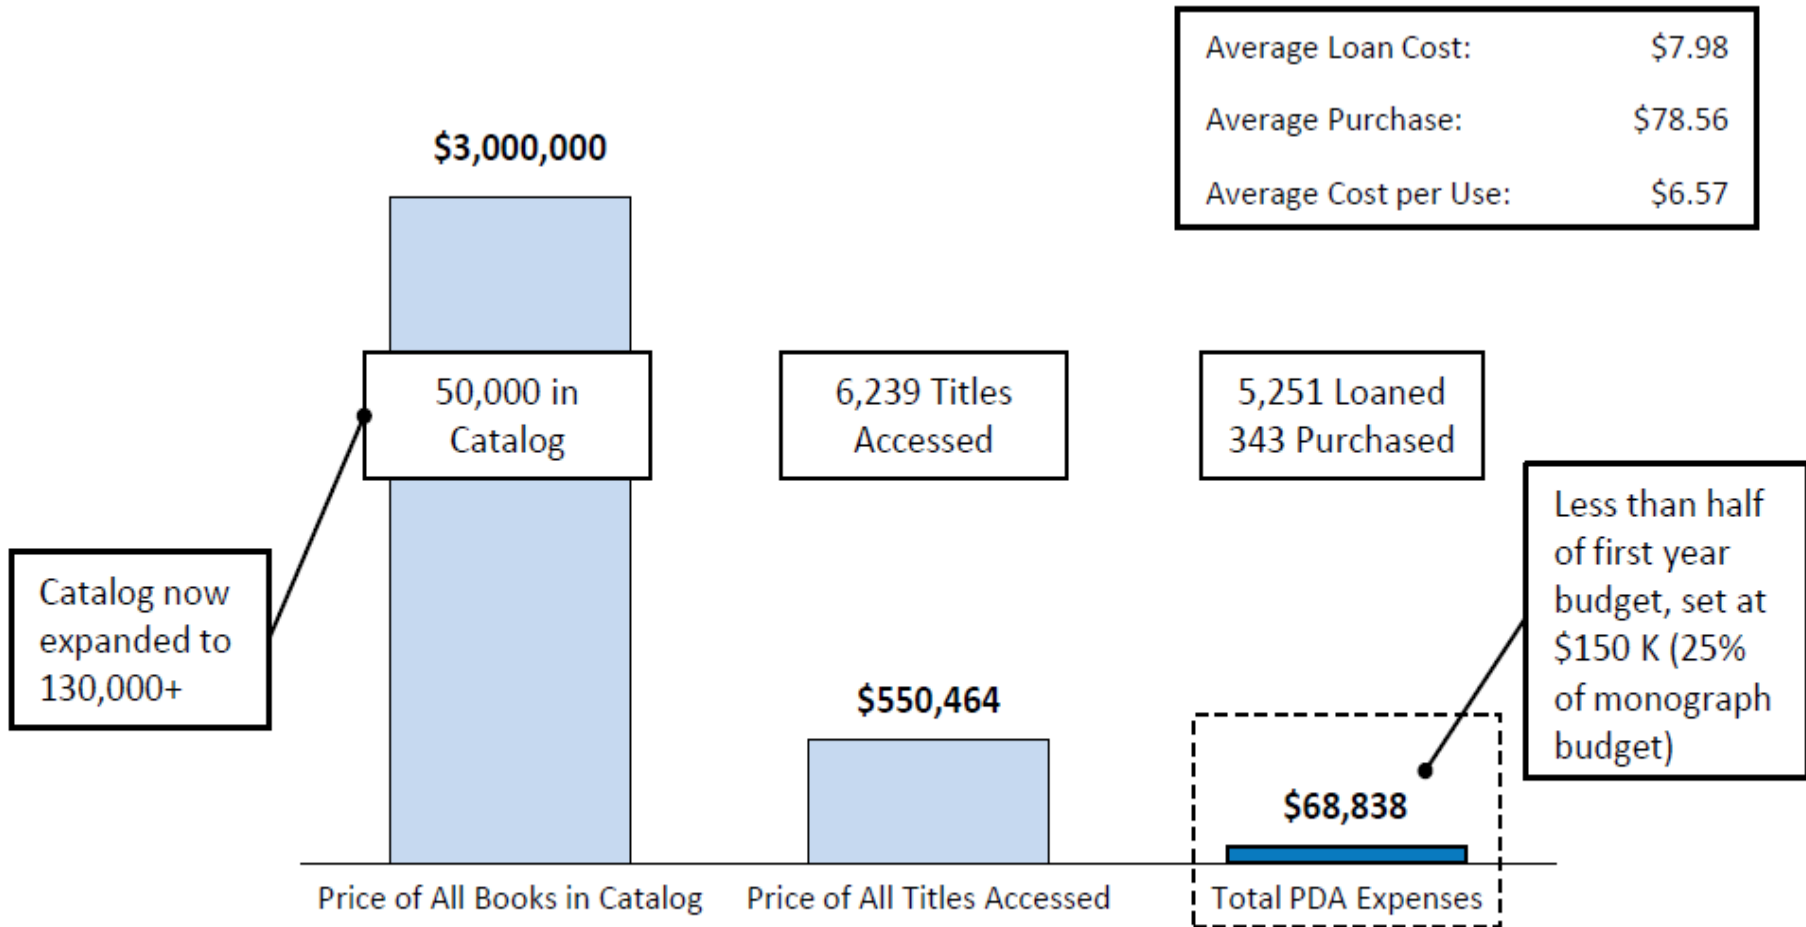 Average Loan Cost: $7.98
Average Purchase: $78.56
Average Cost per Use: $6.57
$3,000,000
50,000 in
Catalog
6,239 Titles
Accessed
5,251 Loaned
343 Purchased
Catalog now
expanded to
130,000+
Less than half
of first year
budget, set at
$150 K (25%
of monograph
budget)
$550,464
$68,838
Price of All Books in Catalog
Price of All Titles Accessed
Total PDA Expenses